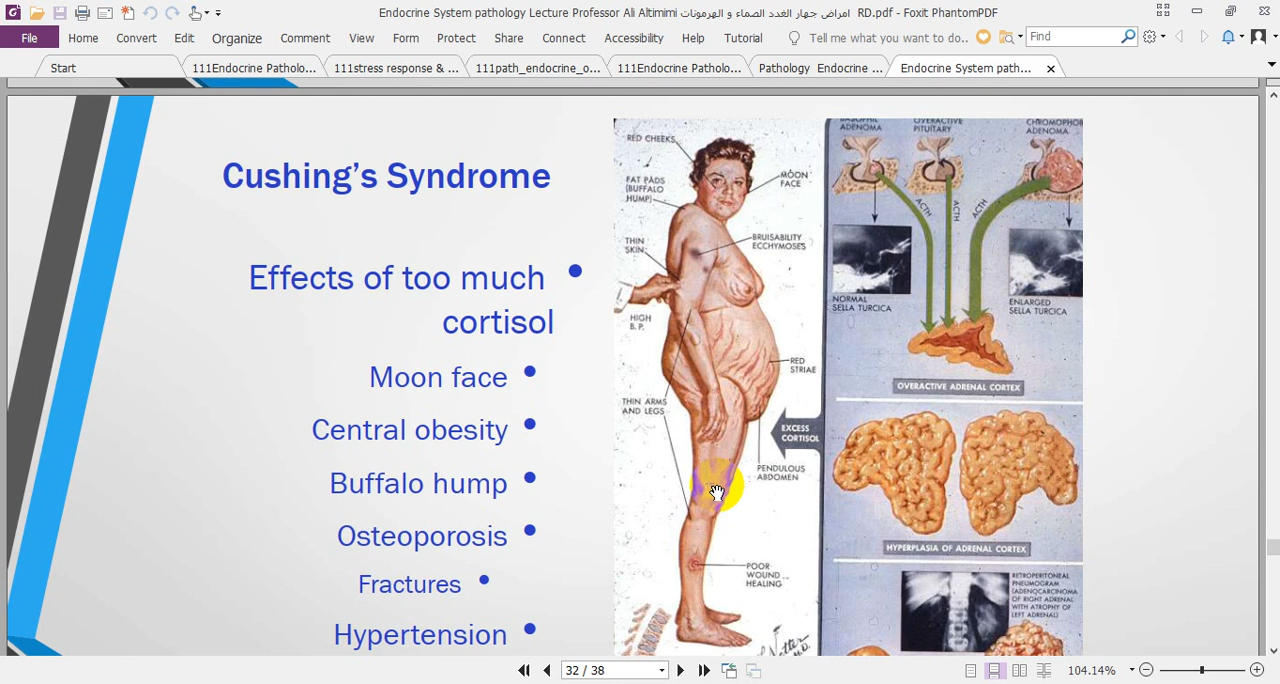 Endocrine System pathology Lecture Professor Ali Altimimi امراض جهاز الغدد الصماء و الهرمونات RD.pdf - Foxit PhantomPDF
File Home Convert Edit Organize Comment View Form Protect Share Connect Accessibility Help Tutorial Tell me what you want to do.. Find
Start 111Endocrine Patholo... 111stress response & ... 111path_endocrine_o... 111Endocrine Patholo... Pathology Endocrine ... Endocrine System path...
Cushing's Syndrome
• Effects of too much
cortisol
• Moon face
• Central obesity
• Buffalo hump
• Osteoporosis
• Fractures
• Hypertension
RED CHEEKS
MOON
FACE
FAT PADS
(BUFFALO
HUMP)
THIN
SKIN
BRUISABILITY
ECCHYMOSES
HIGH
B.P.
RED
STRIAE
THIN ARMS
AND LEGS
PENDULOUS
ABDOMEN
POOR
WOUND
HEALING
EXCESS
CORTISOL
ADENOMA
OVERACTIVE
PITUITARY
CHROMOPHOB
ADENOMA
ACTH
ACTH
ACTH
NORMAL
SELLA TURCICA
ENLARGED
SELLA TURCICA
OVERACTIVE ADRENAL CORTEX
HYPERPLASIA OF ADRENAL CORTEX
RETROPERITONEAL
PNEUMOGRAM
(ADENOCARCINOMA
OF RIGHT ADRENAL
WITH ATROPHY OF
LEFT ADRENAL)
32 / 38
104.14%